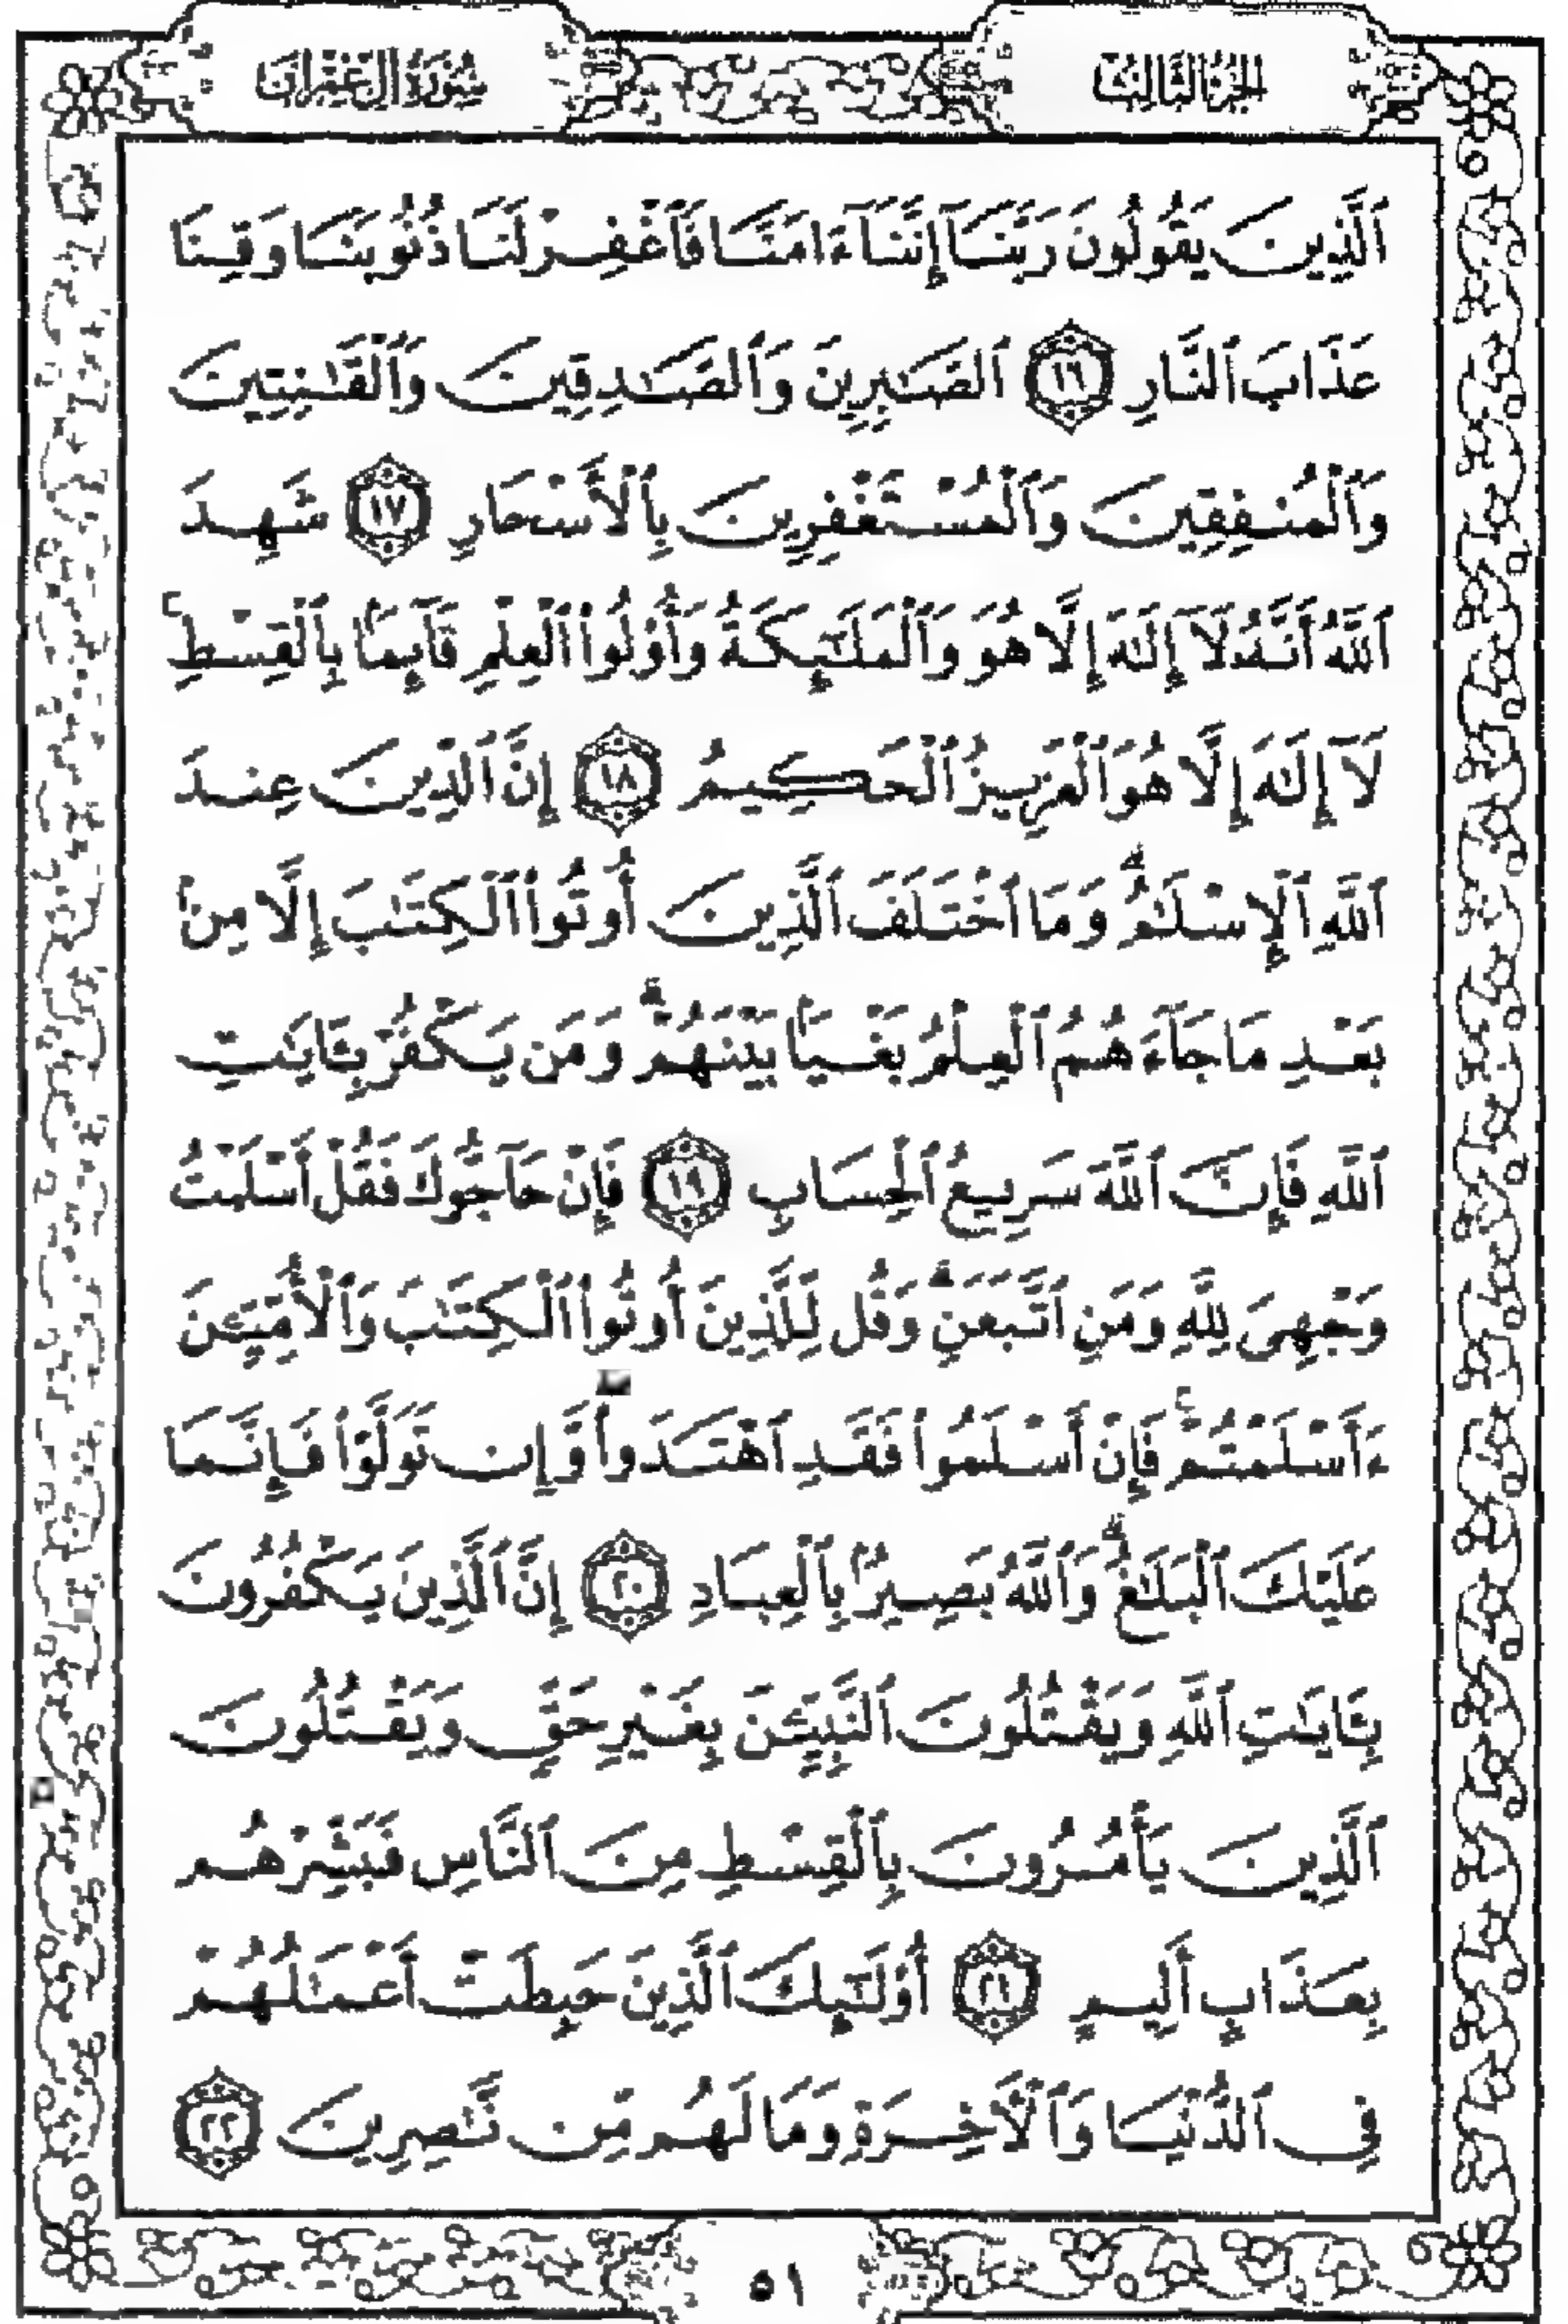 الجُزْءُ الثَّالِثُ
سُورَةُ آلِ عِمْرَانَ
ٱلَّذِينَ يَقُولُونَ رَبَّنَآ إِنَّنَآ ءَامَنَّا فَٱغْفِرْ لَنَا ذُنُوبَنَا وَقِنَا
عَذَابَ ٱلنَّارِ ١٦ ٱلصَّٰبِرِينَ وَٱلصَّٰدِقِينَ وَٱلْقَٰنِتِينَ
وَٱلْمُنفِقِينَ وَٱلْمُسْتَغْفِرِينَ بِٱلْأَسْحَارِ ١٧ شَهِدَ
ٱللَّهُ أَنَّهُۥ لَآ إِلَٰهَ إِلَّا هُوَ وَٱلْمَلَٰٓئِكَةُ وَأُو۟لُوا۟ ٱلْعِلْمِ قَآئِمًۢا بِٱلْقِسْطِ ۚ
لَآ إِلَٰهَ إِلَّا هُوَ ٱلْعَزِيزُ ٱلْحَكِيمُ ١٨ إِنَّ ٱلدِّينَ عِندَ
ٱللَّهِ ٱلْإِسْلَٰمُ ۗ وَمَا ٱخْتَلَفَ ٱلَّذِينَ أُوتُوا۟ ٱلْكِتَٰبَ إِلَّا مِنۢ
بَعْدِ مَا جَآءَهُمُ ٱلْعِلْمُ بَغْيًۢا بَيْنَهُمْ ۗ وَمَن يَكْفُرْ بِـَٔايَٰتِ
ٱللَّهِ فَإِنَّ ٱللَّهَ سَرِيعُ ٱلْحِسَابِ ١٩ فَإِنْ حَآجُّوكَ فَقُلْ أَسْلَمْتُ
وَجْهِىَ لِلَّهِ وَمَنِ ٱتَّبَعَنِ ۗ وَقُل لِّلَّذِينَ أُوتُوا۟ ٱلْكِتَٰبَ وَٱلْأُمِّيِّـۧنَ
ءَأَسْلَمْتُمْ ۚ فَإِنْ أَسْلَمُوا۟ فَقَدِ ٱهْتَدَوا۟ ۖ وَّإِن تَوَلَّوْا۟ فَإِنَّمَا
عَلَيْكَ ٱلْبَلَٰغُ ۗ وَٱللَّهُ بَصِيرٌۢ بِٱلْعِبَادِ ٢٠ إِنَّ ٱلَّذِينَ يَكْفُرُونَ
بِـَٔايَٰتِ ٱللَّهِ وَيَقْتُلُونَ ٱلنَّبِيِّـۧنَ بِغَيْرِ حَقٍّ وَيَقْتُلُونَ
ٱلَّذِينَ يَأْمُرُونَ بِٱلْقِسْطِ مِنَ ٱلنَّاسِ فَبَشِّرْهُم
بِعَذَابٍ أَلِيمٍ ٢١ أُو۟لَٰٓئِكَ ٱلَّذِينَ حَبِطَتْ أَعْمَٰلُهُمْ
فِى ٱلدُّنْيَا وَٱلْـَٔاخِرَةِ وَمَا لَهُم مِّن نَّٰصِرِينَ ٢٢
٥١